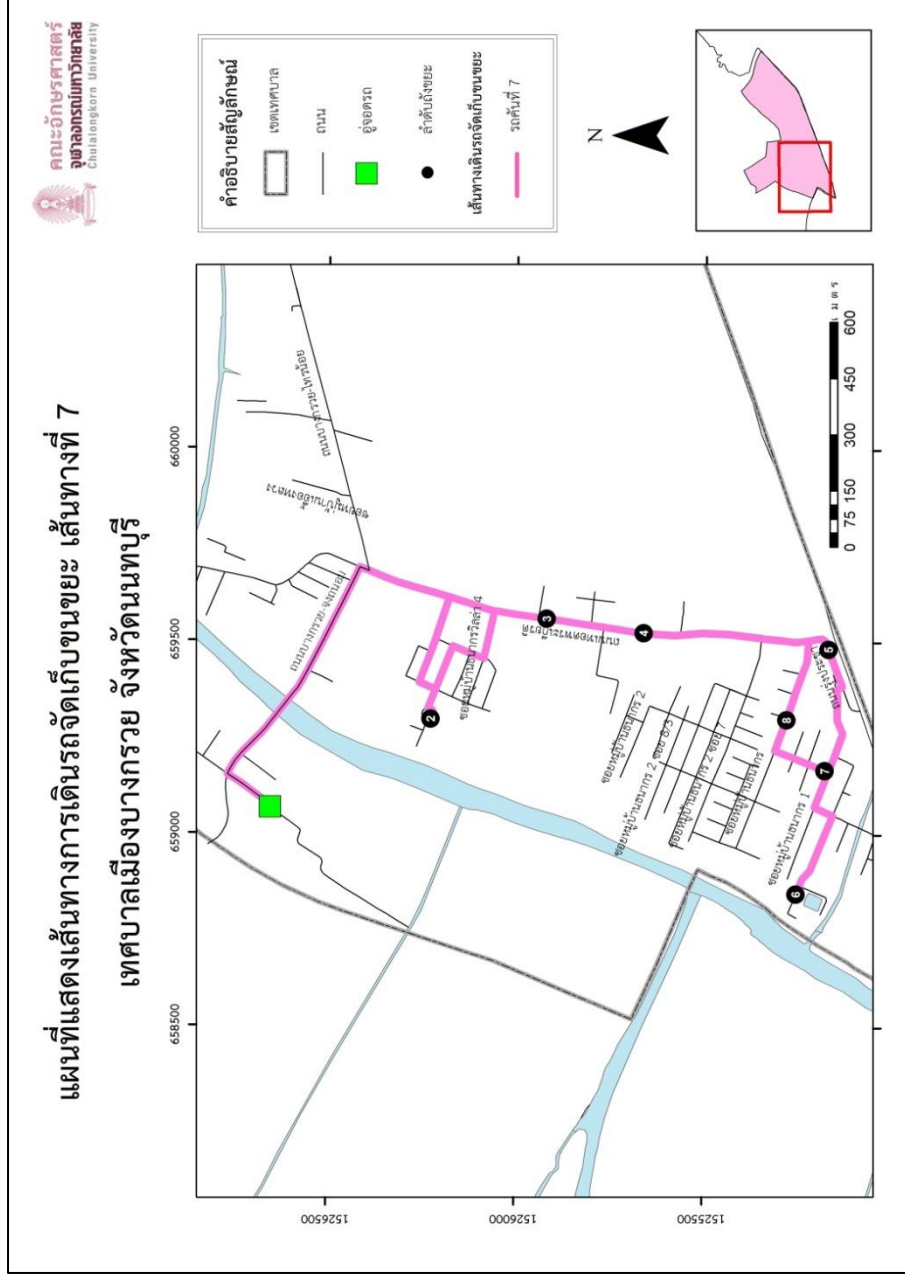 แผนที่แสดงเส้นทางการเดินรถจัดเก็บขนขยะ เส้นทางที่ 7
เทศบาลเมืองบางกรวย จังหวัดนนทบุรี
คณะอักษรศาสตร์
จุฬาลงกรณ์มหาวิทยาลัย
Chulalongkorn University
คำอธิบายสัญลักษณ์
เขตเทศบาล
ถนน
อู่จอดรถ
ลำดับถังขยะ
เส้นทางเดินรถจัดเก็บขนขยะ
รถคันที่ 7
N
658500
659000
659500
660000
1526500
1526000
1525500
ถนนบางกรวย-จงถนอม
ถนนบางกรวย-ไทรน้อย
ซอยหมู่บ้านธนากรวิลล่า 4
ถนนเทอดพระเกียรติ
ซอยหมู่บ้านธนากร 2
ซอยหมู่บ้านธนากร 2 ซอย 8/3
ซอยหมู่บ้านธนากร 2 ซอย 7
ซอยหมู่บ้านธนากร
ซอยหมู่บ้านธนากร 1
2
3
4
5
6
7
8
0 75 150 300 450 600
เมตร